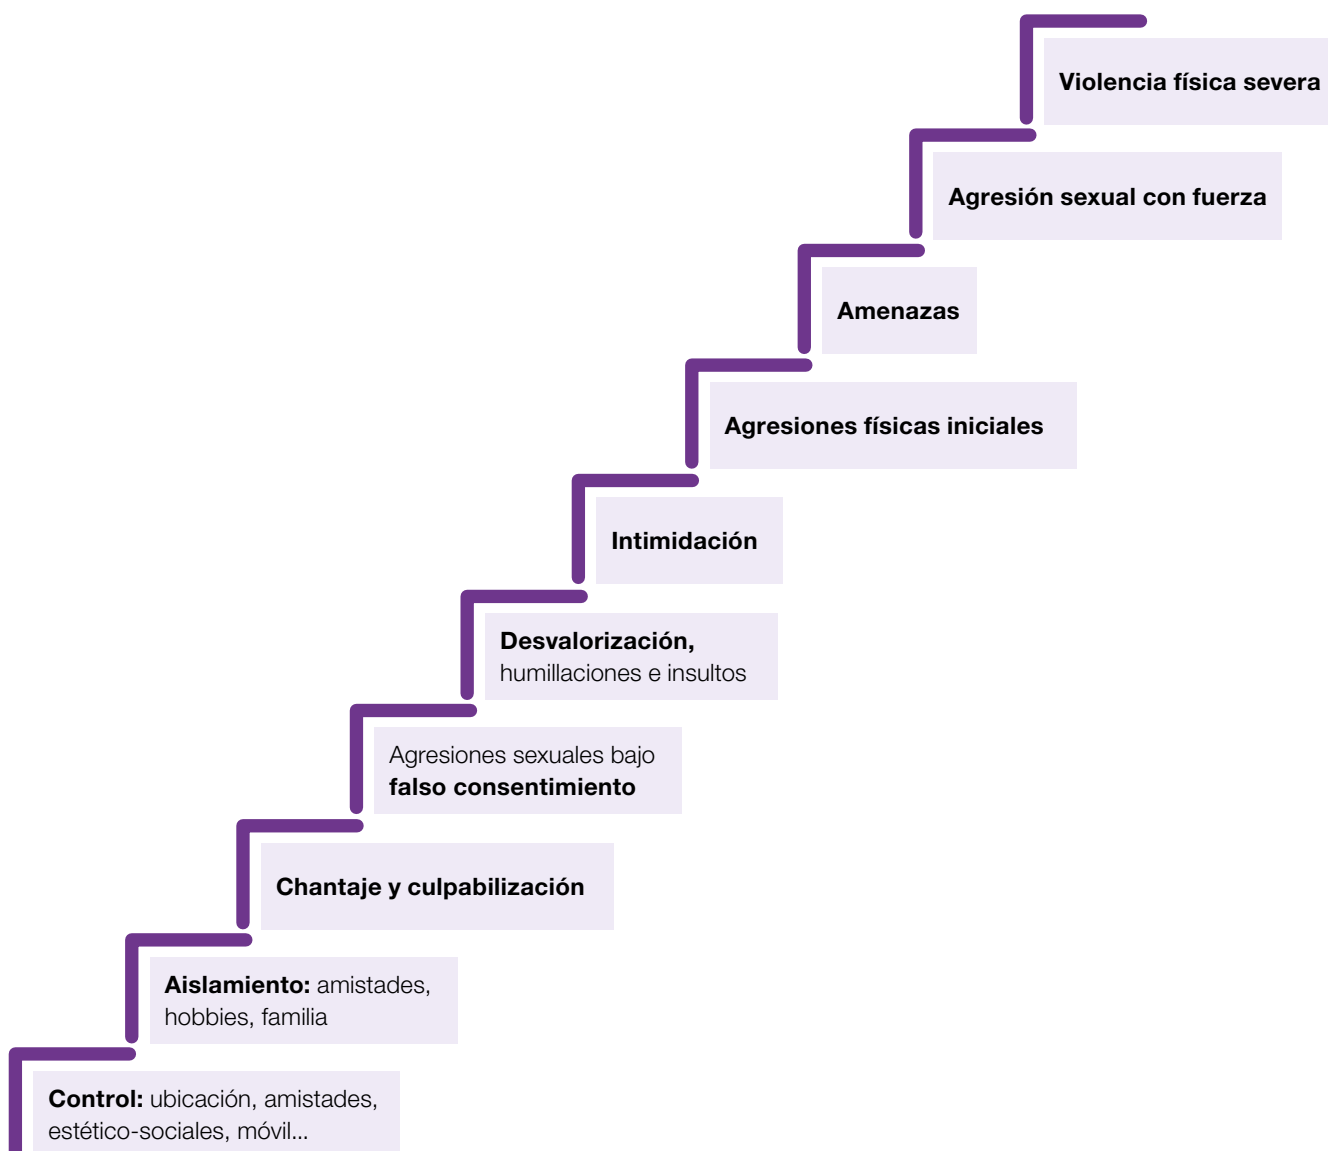 Violencia física severa
Agresión sexual con fuerza
Amenazas
Agresiones físicas iniciales
Intimidación
Desvalorización,
humillaciones e insultos
Agresiones sexuales bajo
falso consentimiento
Chantaje y culpabilización
Aislamiento: amistades,
hobbies, familia
Control: ubicación, amistades,
estético-sociales, móvil...